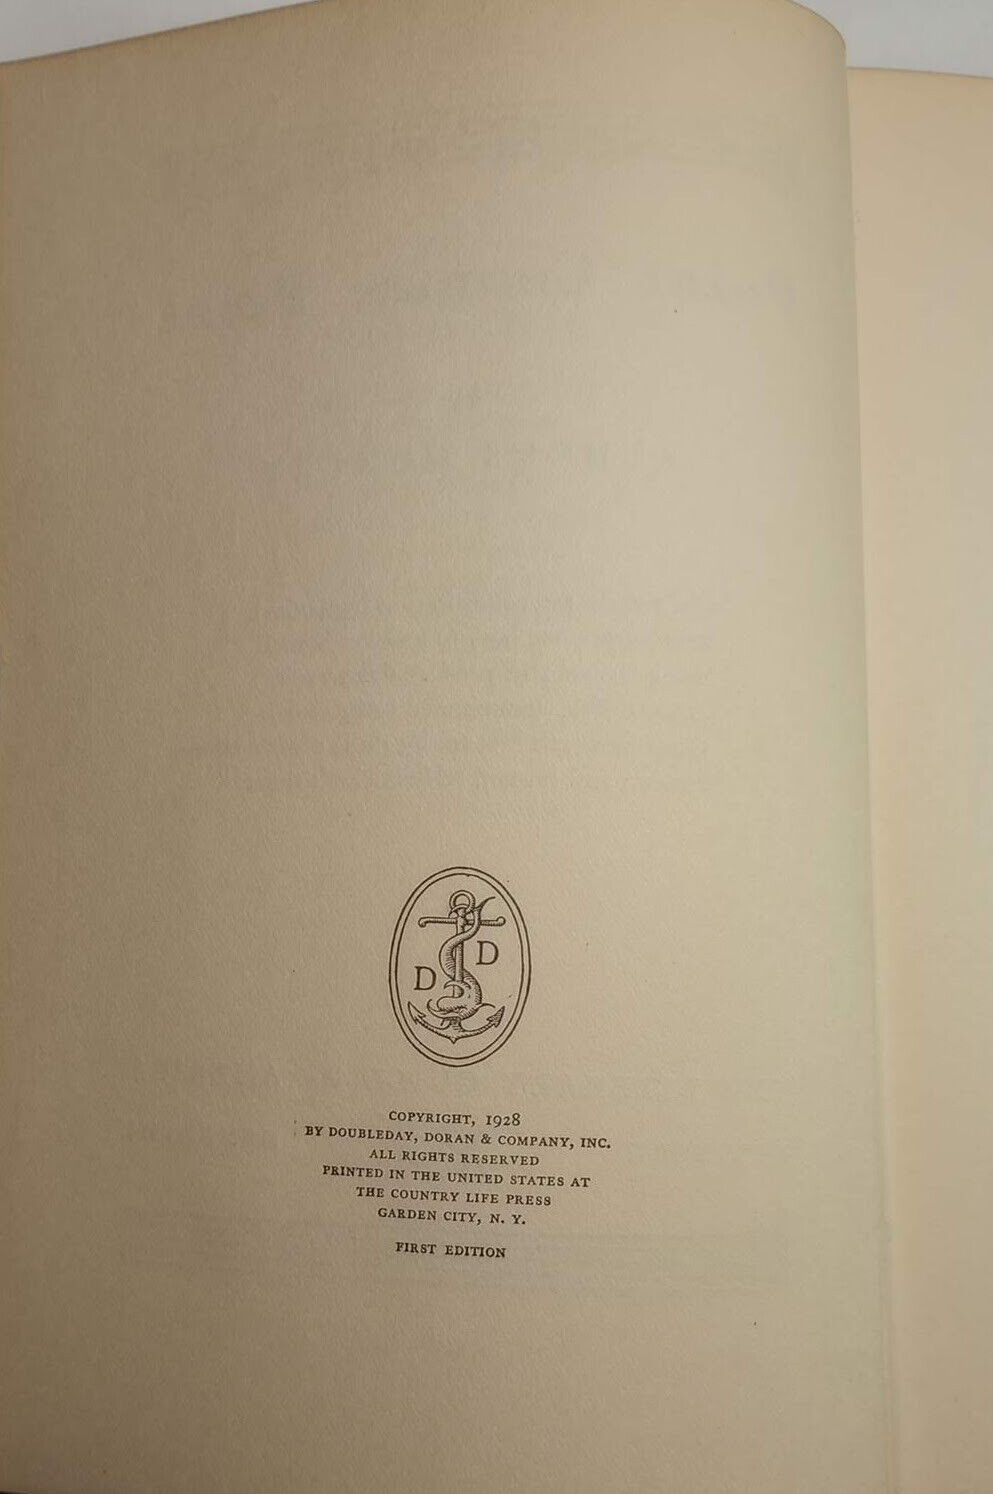 D D
COPYRIGHT, 1928
BY DOUBLEDAY, DORAN & COMPANY, INC.
ALL RIGHTS RESERVED
PRINTED IN THE UNITED STATES AT
THE COUNTRY LIFE PRESS
GARDEN CITY, N. Y.
FIRST EDITION